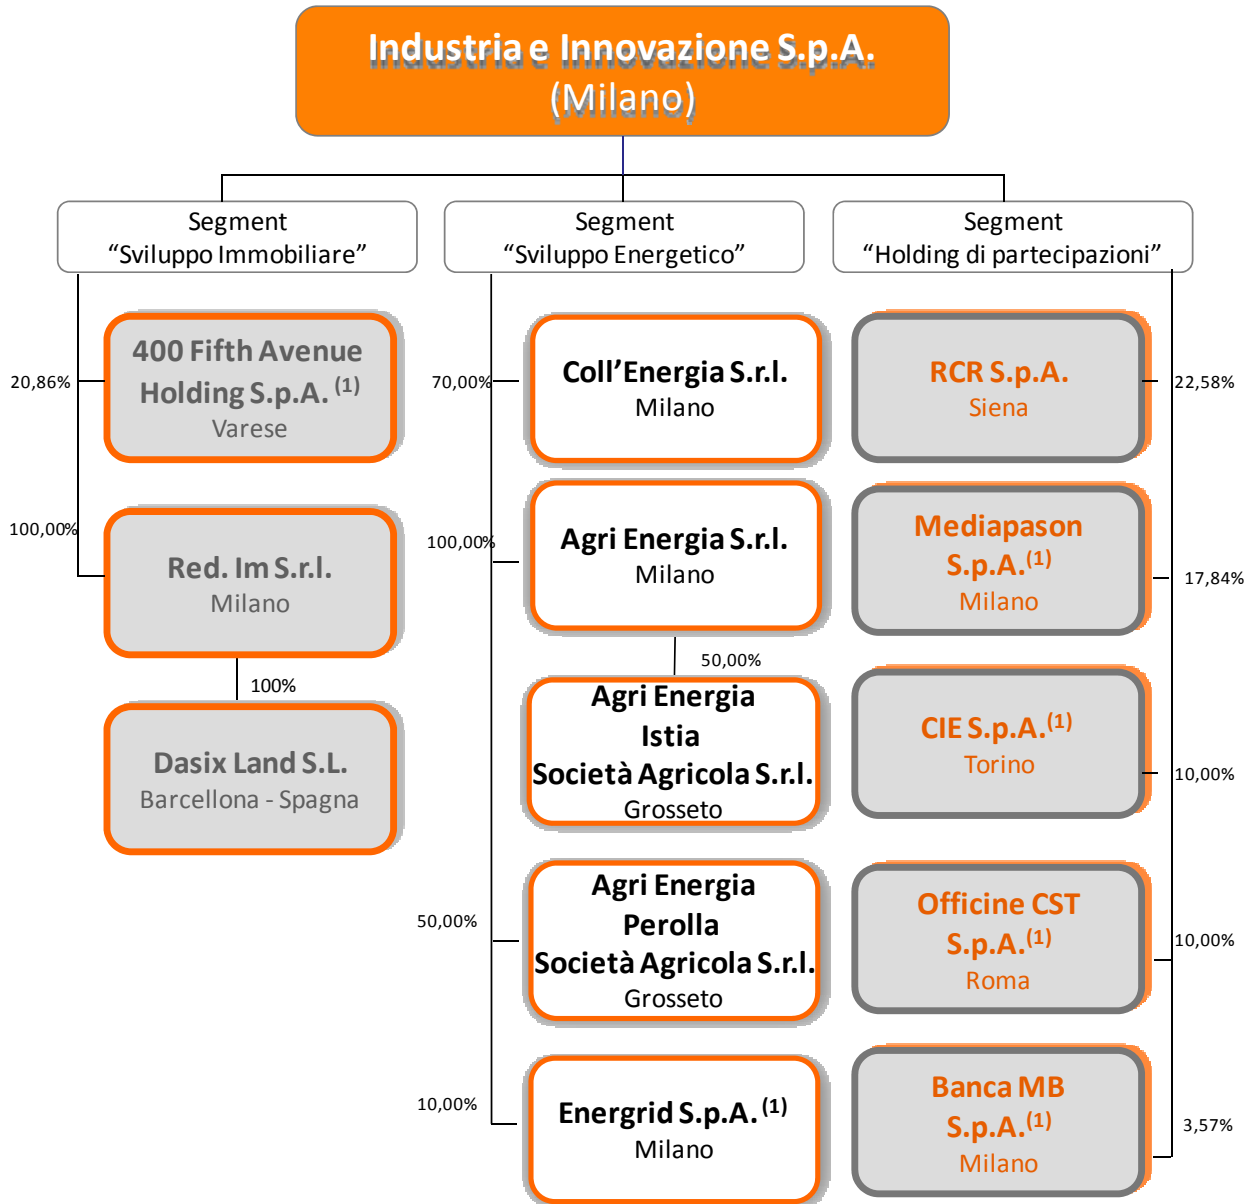 Industria e Innovazione S.p.A.
(Milano)
Segment
“Sviluppo Immobiliare”
20,86%
400 Fifth Avenue
Holding S.p.A. (1)
Varese
100,00%
Red. Im S.r.l.
Milano
100%
Dasix Land S.L.
Barcellona - Spagna
Segment
“Sviluppo Energetico”
70,00%
Coll’Energia S.r.l.
Milano
100,00%
Agri Energia S.r.l.
Milano
50,00%
Agri Energia
Istia
Società Agricola S.r.l.
Grosseto
50,00%
Agri Energia
Perolla
Società Agricola S.r.l.
Grosseto
10,00%
Energrid S.p.A. (1)
Milano
Segment
“Holding di partecipazioni”
RCR S.p.A.
Siena
22,58%
Mediapason
S.p.A.(1)
Milano
17,84%
CIE S.p.A.(1)
Torino
10,00%
Officine CST
S.p.A.(1)
Roma
10,00%
Banca MB
S.p.A.(1)
Milano
3,57%